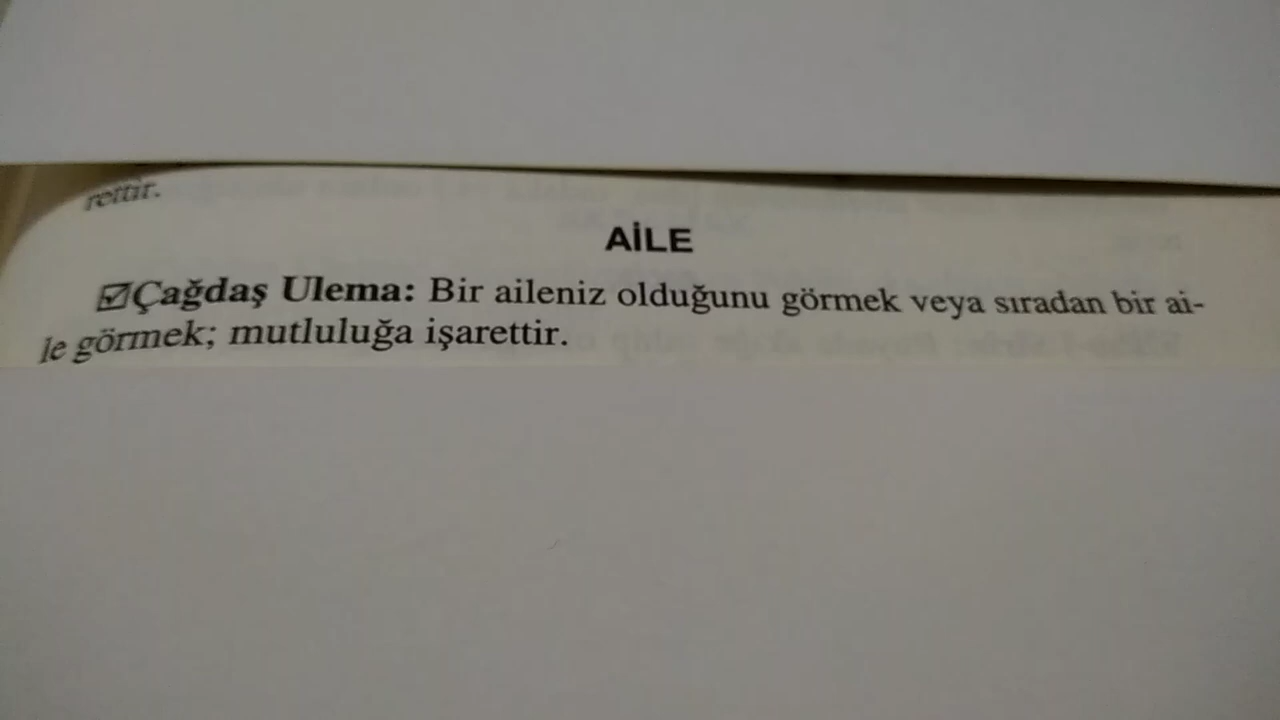 rettir.
AİLE
☑Çağdaş Ulema: Bir aileniz olduğunu görmek veya sıradan bir ai-
le görmek; mutluluğa işarettir.